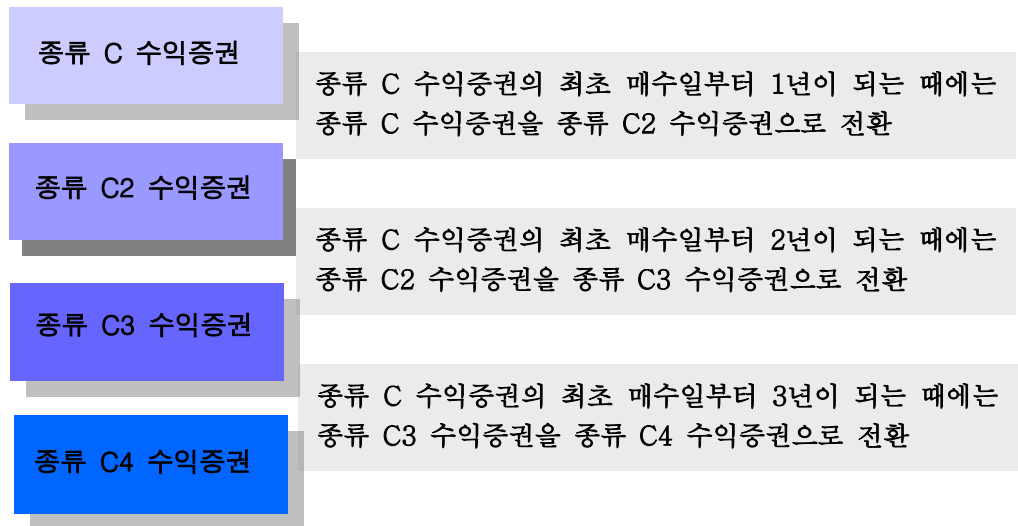 종류 C 수익증권
종류 C 수익증권의 최초 매수일부터 1년이 되는 때에는
종류 C 수익증권을 종류 C2 수익증권으로 전환
종류 C2 수익증권
종류 C 수익증권의 최초 매수일부터 2년이 되는 때에는
종류 C2 수익증권을 종류 C3 수익증권으로 전환
종류 C3 수익증권
종류 C 수익증권의 최초 매수일부터 3년이 되는 때에는
종류 C3 수익증권을 종류 C4 수익증권으로 전환
종류 C4 수익증권